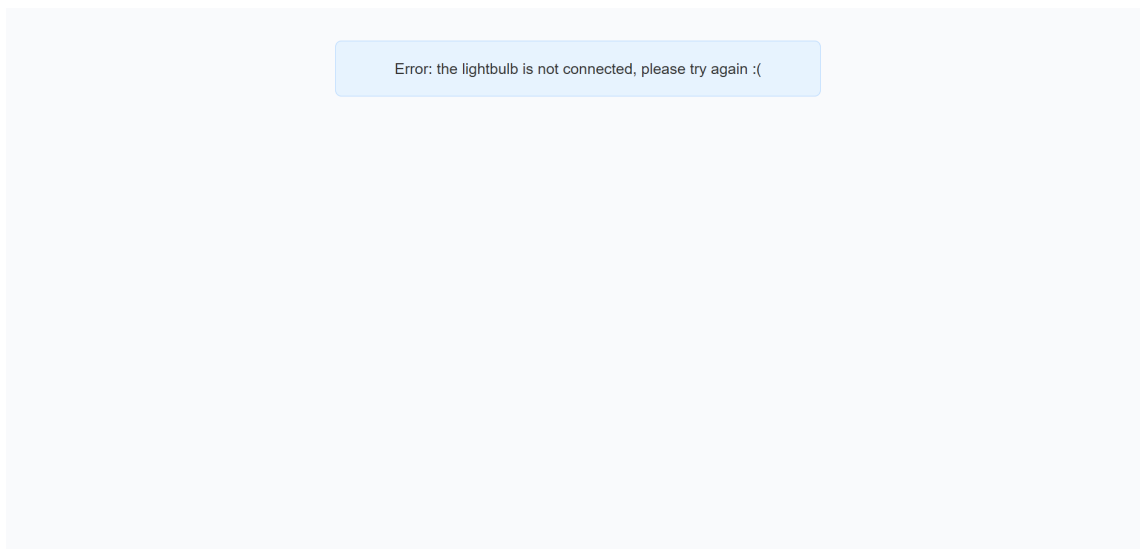 Error: the lightbulb is not connected, please try again :(